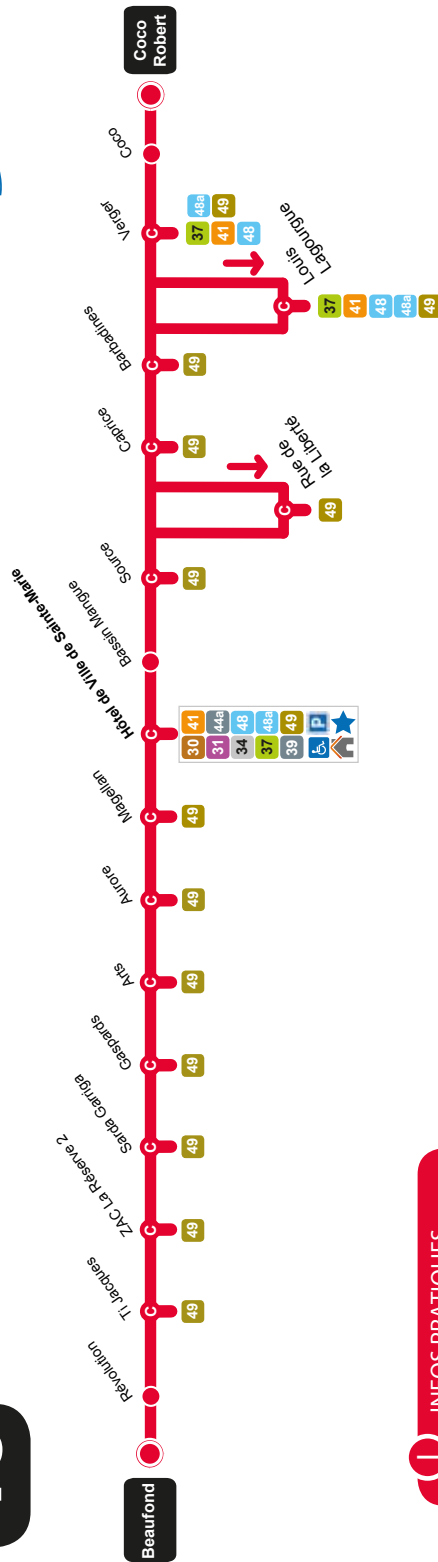 Beaufond
Révolution
Ti Jacques
C
49
ZAC La Réserve 2
C
49
Sarda Garriga
C
49
Gaspards
C
49
Arts
C
49
Aurore
C
49
Magellan
C
49
Hôtel de Ville de Sainte-Marie
C
30 41
31 44a
34 48
37 48a
39 49
P
Bassin Mangue
Source
C
49
Rue de
la Liberté
C
49
Caprice
C
49
Barbadines
C
49
Louis
Lagourgue
C
37
41
48
48a
49
Verger
C
37 48a
41 49
48
Coco
Coco
Robert
INFOS PRATIQUES